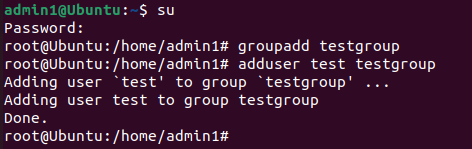 admin1@Ubuntu:~$ su
Password:
root@Ubuntu:/home/admin1# groupadd testgroup
root@Ubuntu:/home/admin1# adduser test testgroup
Adding user `test' to group `testgroup' ...
Adding user test to group testgroup
Done.
root@Ubuntu:/home/admin1#